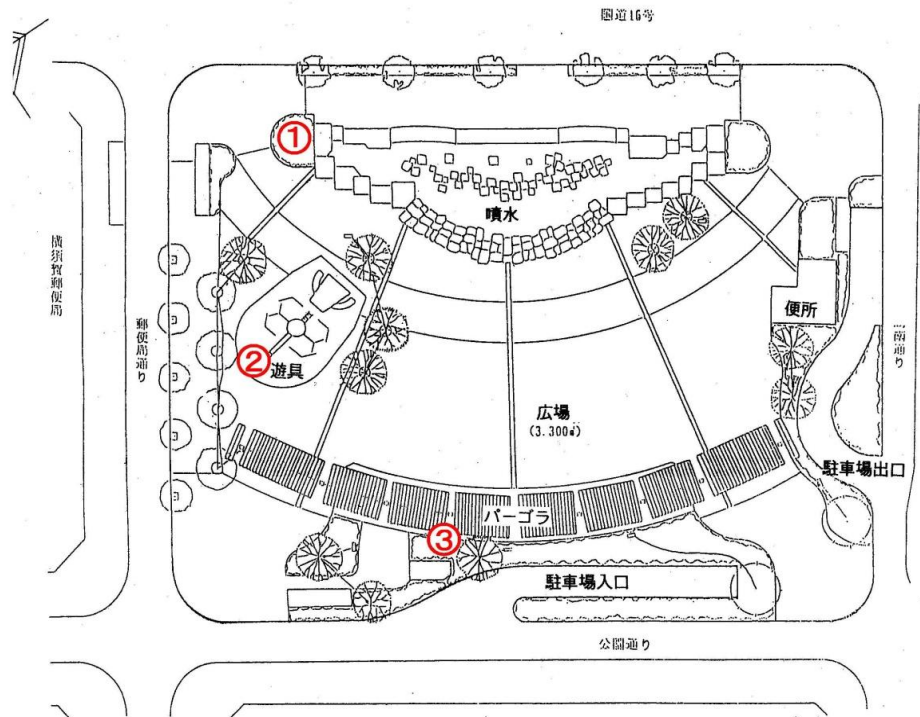 国道16号
①
噴水
横須賀郵便局
郵便局通り
便所
②
遊具
広場
(3.300㎡)
駐車場出口
パーゴラ
③
駐車場入口
公園通り